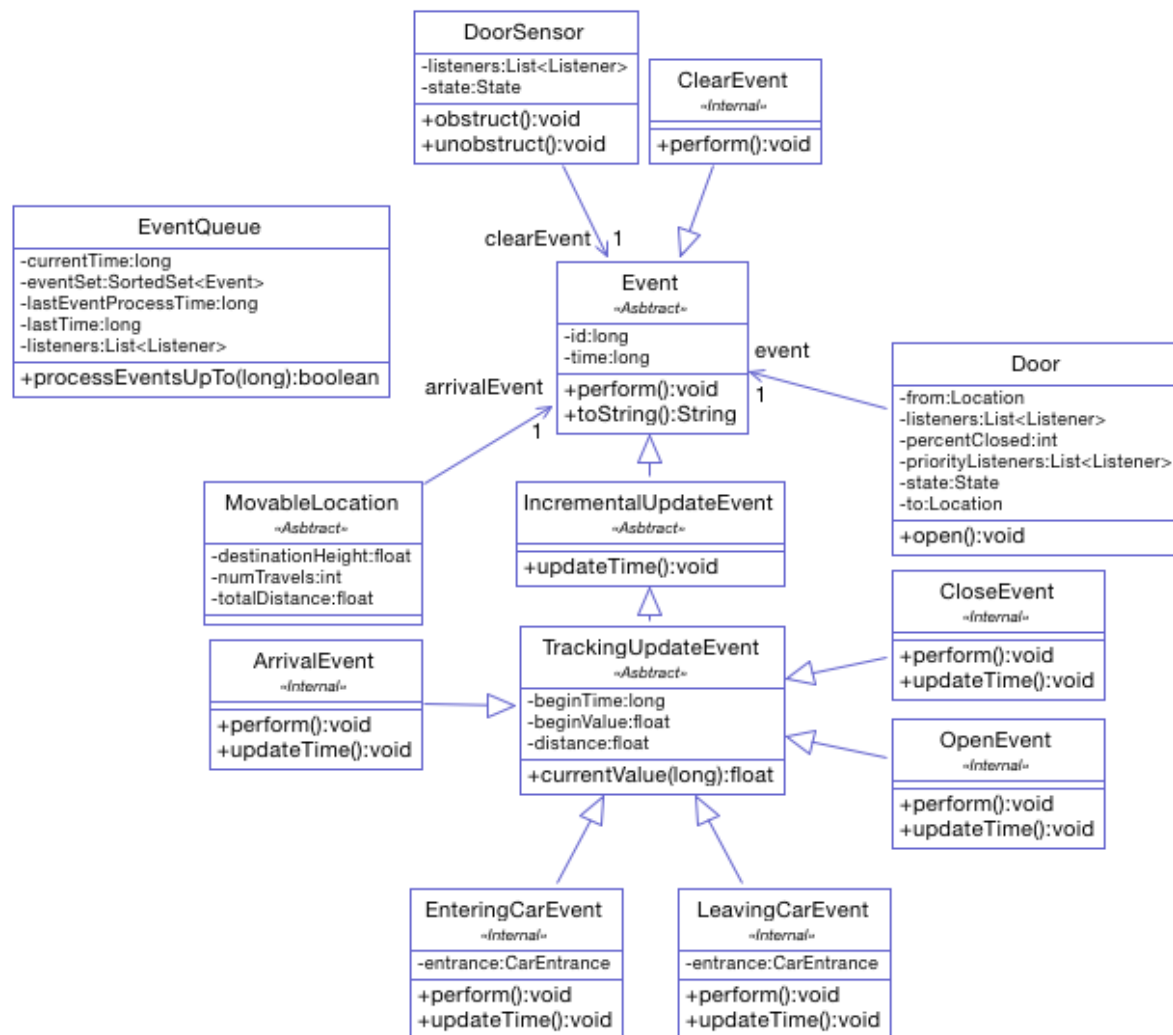 DoorSensor
-listeners:List<Listener>
-state:State
+obstruct():void
+unobstruct():void
ClearEvent
«Internal»
+perform():void
EventQueue
-currentTime:long
-eventSet:SortedSet<Event>
-lastEventProcessTime:long
-lastTime:long
-listeners:List<Listener>
+processEventsUpTo(long):boolean
clearEvent
1
Event
«Asbtract»
-id:long
-time:long
+perform():void
+toString():String
event
1
arrivalEvent
1
Door
-from:Location
-listeners:List<Listener>
-percentClosed:int
-priorityListeners:List<Listener>
-state:State
-to:Location
+open():void
MovableLocation
«Asbtract»
-destinationHeight:float
-numTravels:int
-totalDistance:float
IncrementalUpdateEvent
«Asbtract»
+updateTime():void
CloseEvent
«Internal»
+perform():void
+updateTime():void
ArrivalEvent
«Internal»
+perform():void
+updateTime():void
TrackingUpdateEvent
«Asbtract»
-beginTime:long
-beginValue:float
-distance:float
+currentValue(long):float
OpenEvent
«Internal»
+perform():void
+updateTime():void
EnteringCarEvent
«Internal»
-entrance:CarEntrance
+perform():void
+updateTime():void
LeavingCarEvent
«Internal»
-entrance:CarEntrance
+perform():void
+updateTime():void